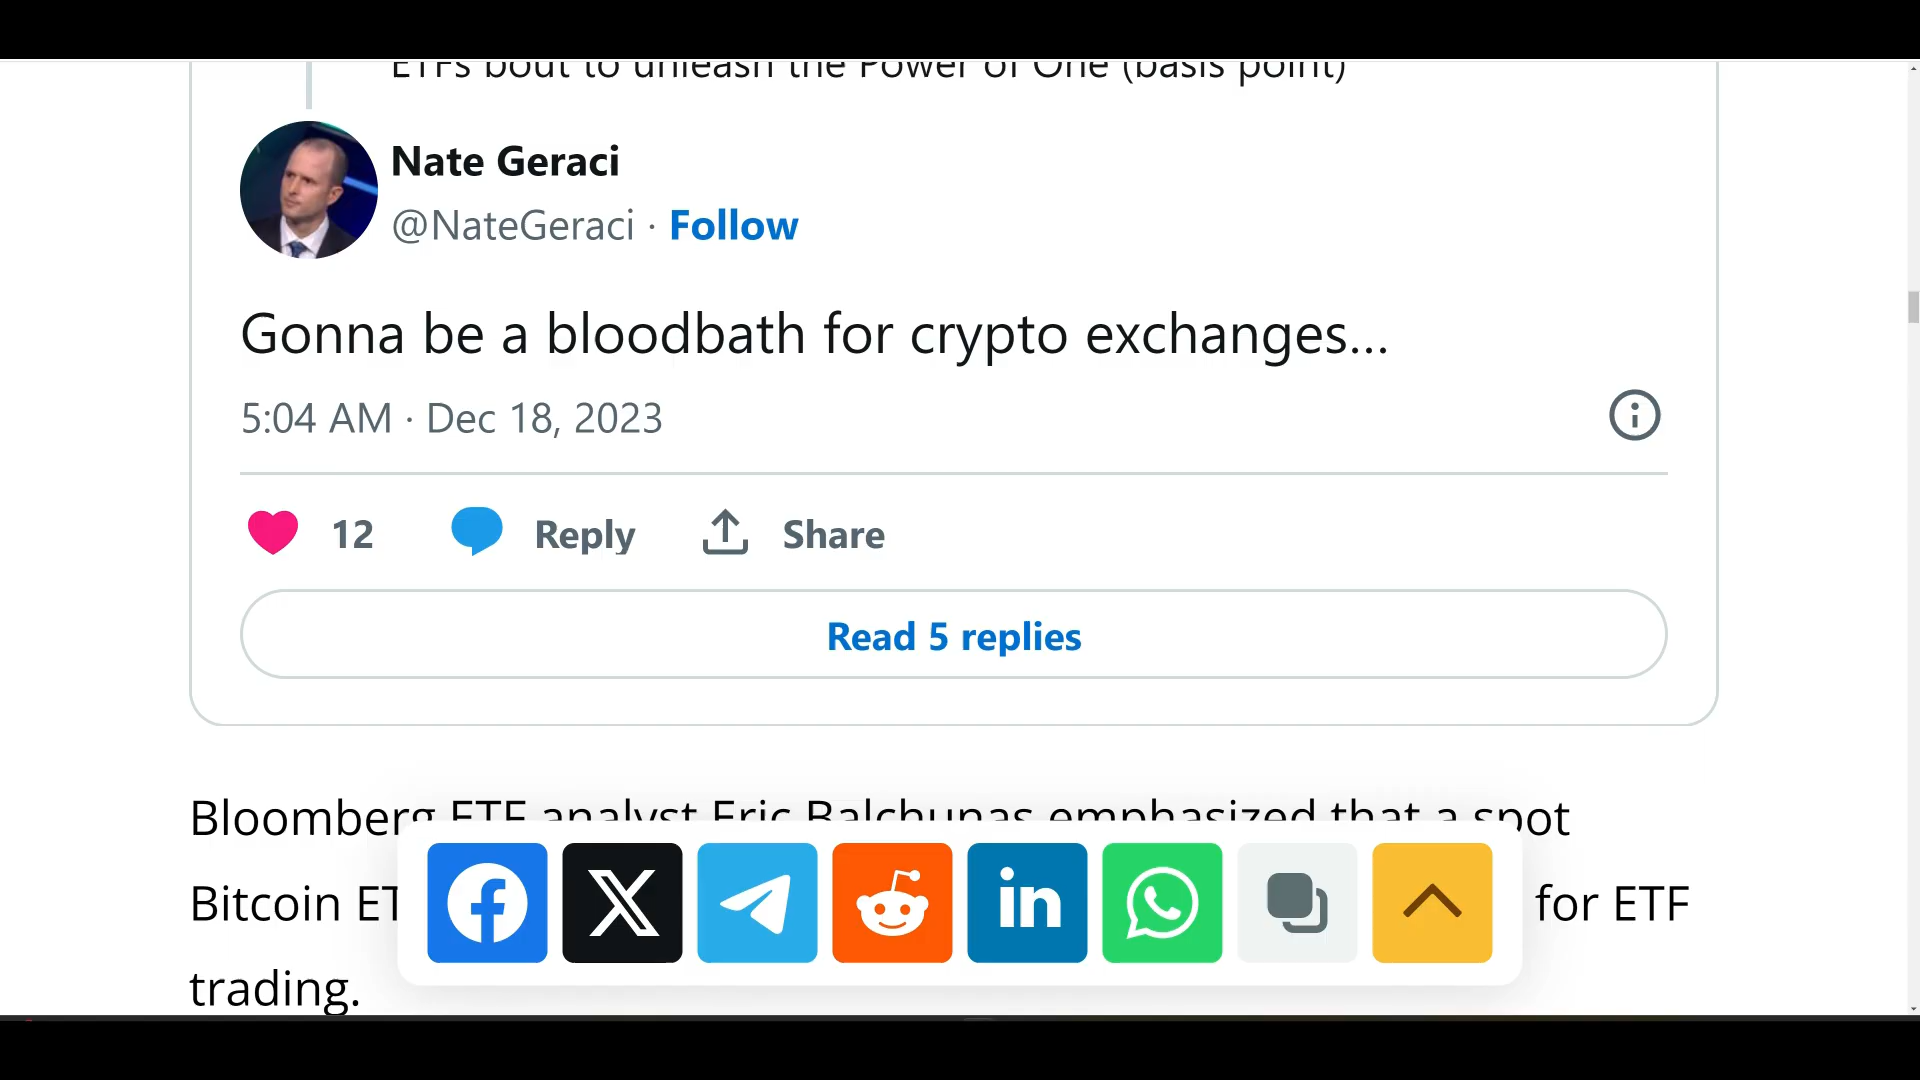 ETFs bout to unleash the Power of One (basis point)
Nate Geraci
@NateGeraci · Follow
Gonna be a bloodbath for crypto exchanges...
5:04 AM · Dec 18, 2023
12 Reply Share
Read 5 replies
Bloomberg ETF analyst Eric Balchunas emphasized that a spot
Bitcoin for ETF
trading.